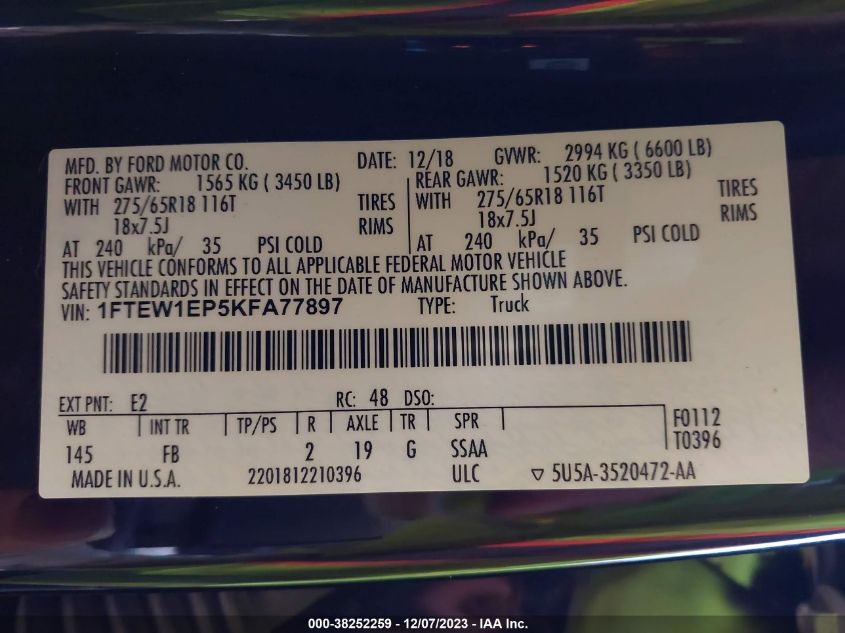 MFD. BY FORD MOTOR CO. DATE: 12/18 GVWR: 2994 KG ( 6600 LB)
FRONT GAWR: 1565 KG ( 3450 LB) REAR GAWR: 1520 KG ( 3350 LB)
WITH 275/65R18 116T TIRES WITH 275/65R18 116T TIRES
18x7.5J RIMS 18x7.5J RIMS
AT 240 kPa/ 35 PSI COLD AT 240 kPa/ 35 PSI COLD
THIS VEHICLE CONFORMS TO ALL APPLICABLE FEDERAL MOTOR VEHICLE
SAFETY STANDARDS IN EFFECT ON THE DATE OF MANUFACTURE SHOWN ABOVE.
VIN: 1FTEW1EP5KFA77897 TYPE: Truck
EXT PNT: E2 RC: 48 DSO:
WB INT TR TP/PS R AXLE TR SPR F0112
145 FB 2 19 G SSAA T0396
MADE IN U.S.A. 2201812210396 ULC ▽ 5U5A-3520472-AA
000-38252259 - 12/07/2023 - IAA Inc.